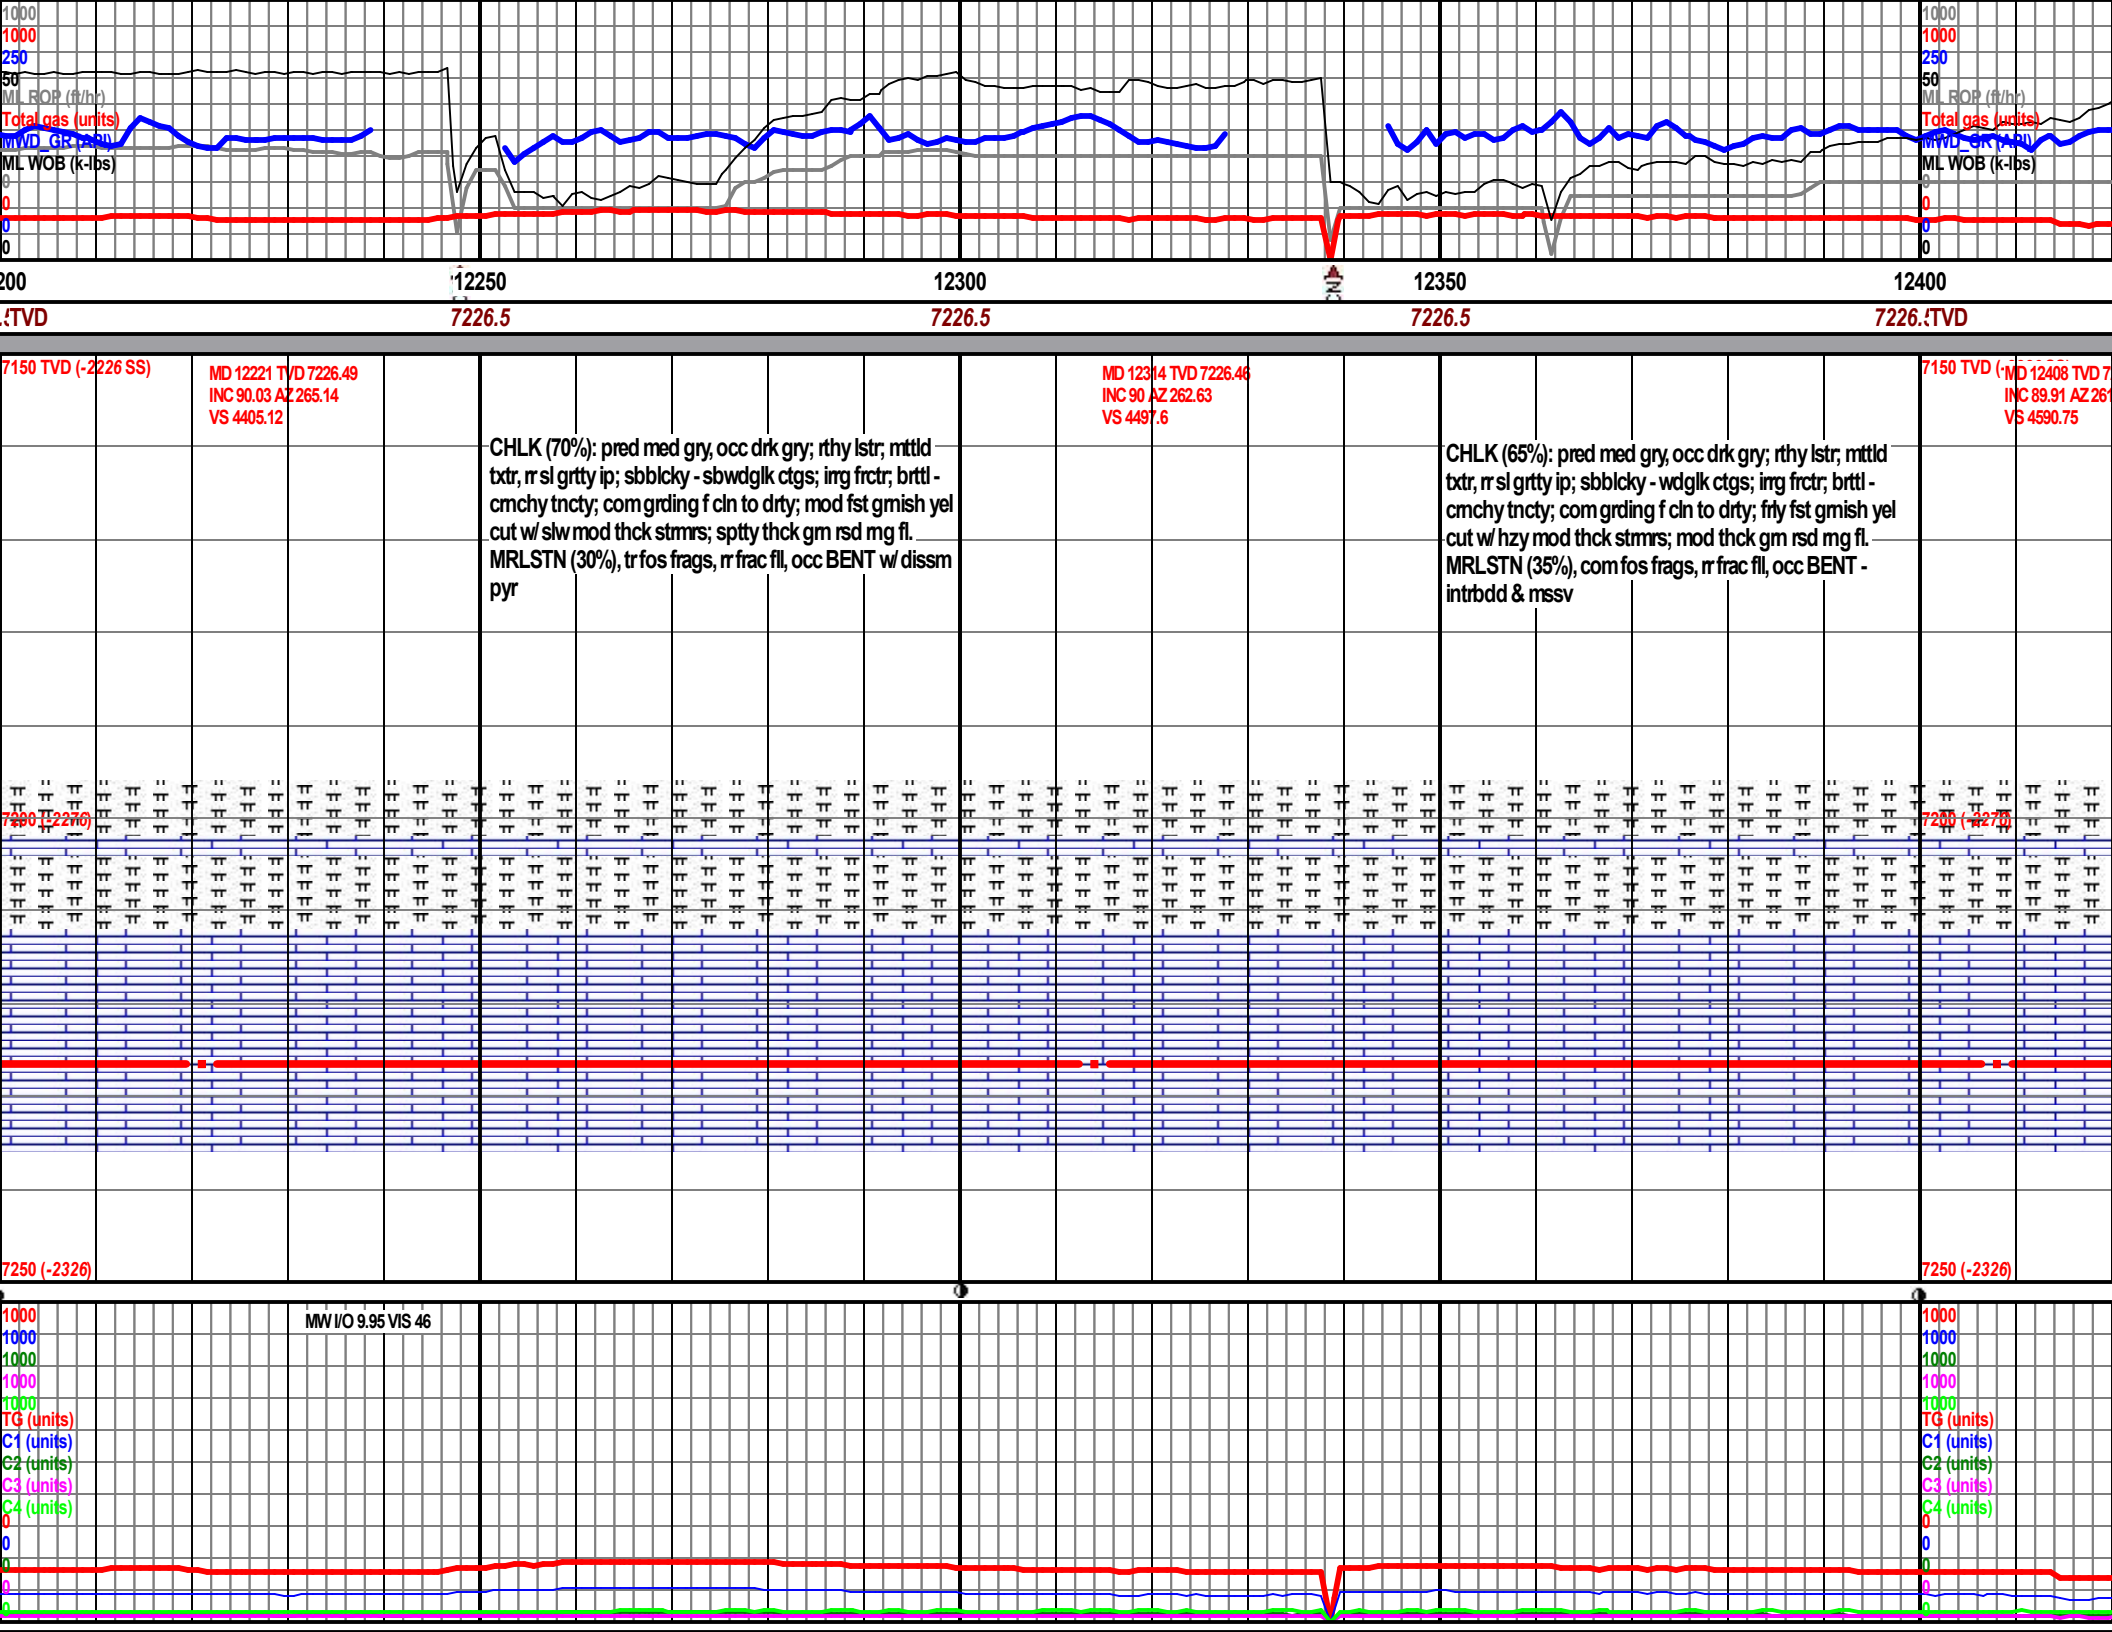 1000
1000
250
50
ML ROP (ft/hr)
Total gas (units)
MWD_GR (API)
ML WOB (k-lbs)
0
0
0
0
1000
1000
250
50
ML ROP (ft/hr)
Total gas (units)
MWD_GR (API)
ML WOB (k-lbs)
0
0
0
0
200 12250 12300 12350 12400
TVD 7226.5 7226.5 7226.5 7226. TVD
7150 TVD (-2226 SS)
MD 12221 TVD 7226.49
INC 90.03 AZ 265.14
VS 4405.12
MD 12314 TVD 7226.46
INC 90 AZ 262.63
VS 4497.6
7150 TVD (-
MD 12408 TVD 7
INC 89.91 AZ 261
VS 4590.75
CHLK (70%): pred med gry, occ drk gry; rthy lstr; mttld
txtr, rr sl grtty ip; sbblcky - sbwdglk ctgs; irrg frctr; brttl -
crnchy tncty; com grding f cln to drty; mod fst grnish yel
cut w/ slw mod thck strmrs; sptty thck grn rsd rng fl.
MRLSTN (30%), tr fos frags, rr frac fll, occ BENT w/ dissm
pyr
CHLK (65%): pred med gry, occ drk gry; rthy lstr; mttld
txtr, rr sl grtty ip; sbblcky - wdglk ctgs; irrg frctr; brttl -
crnchy tncty; com grding f cln to drty; frly fst grnish yel
cut w/ hzy mod thck strmrs; mod thck grn rsd rng fl.
MRLSTN (35%), com fos frags, rr frac fll, occ BENT -
intrbdd & mssv
7200 (-2276)
7200 (-2276)
7250 (-2326)
7250 (-2326)
MW I/O 9.95 VIS 46
1000
1000
1000
1000
1000
TG (units)
C1 (units)
C2 (units)
C3 (units)
C4 (units)
0
0
0
0
0
1000
1000
1000
1000
1000
TG (units)
C1 (units)
C2 (units)
C3 (units)
C4 (units)
0
0
0
0
0